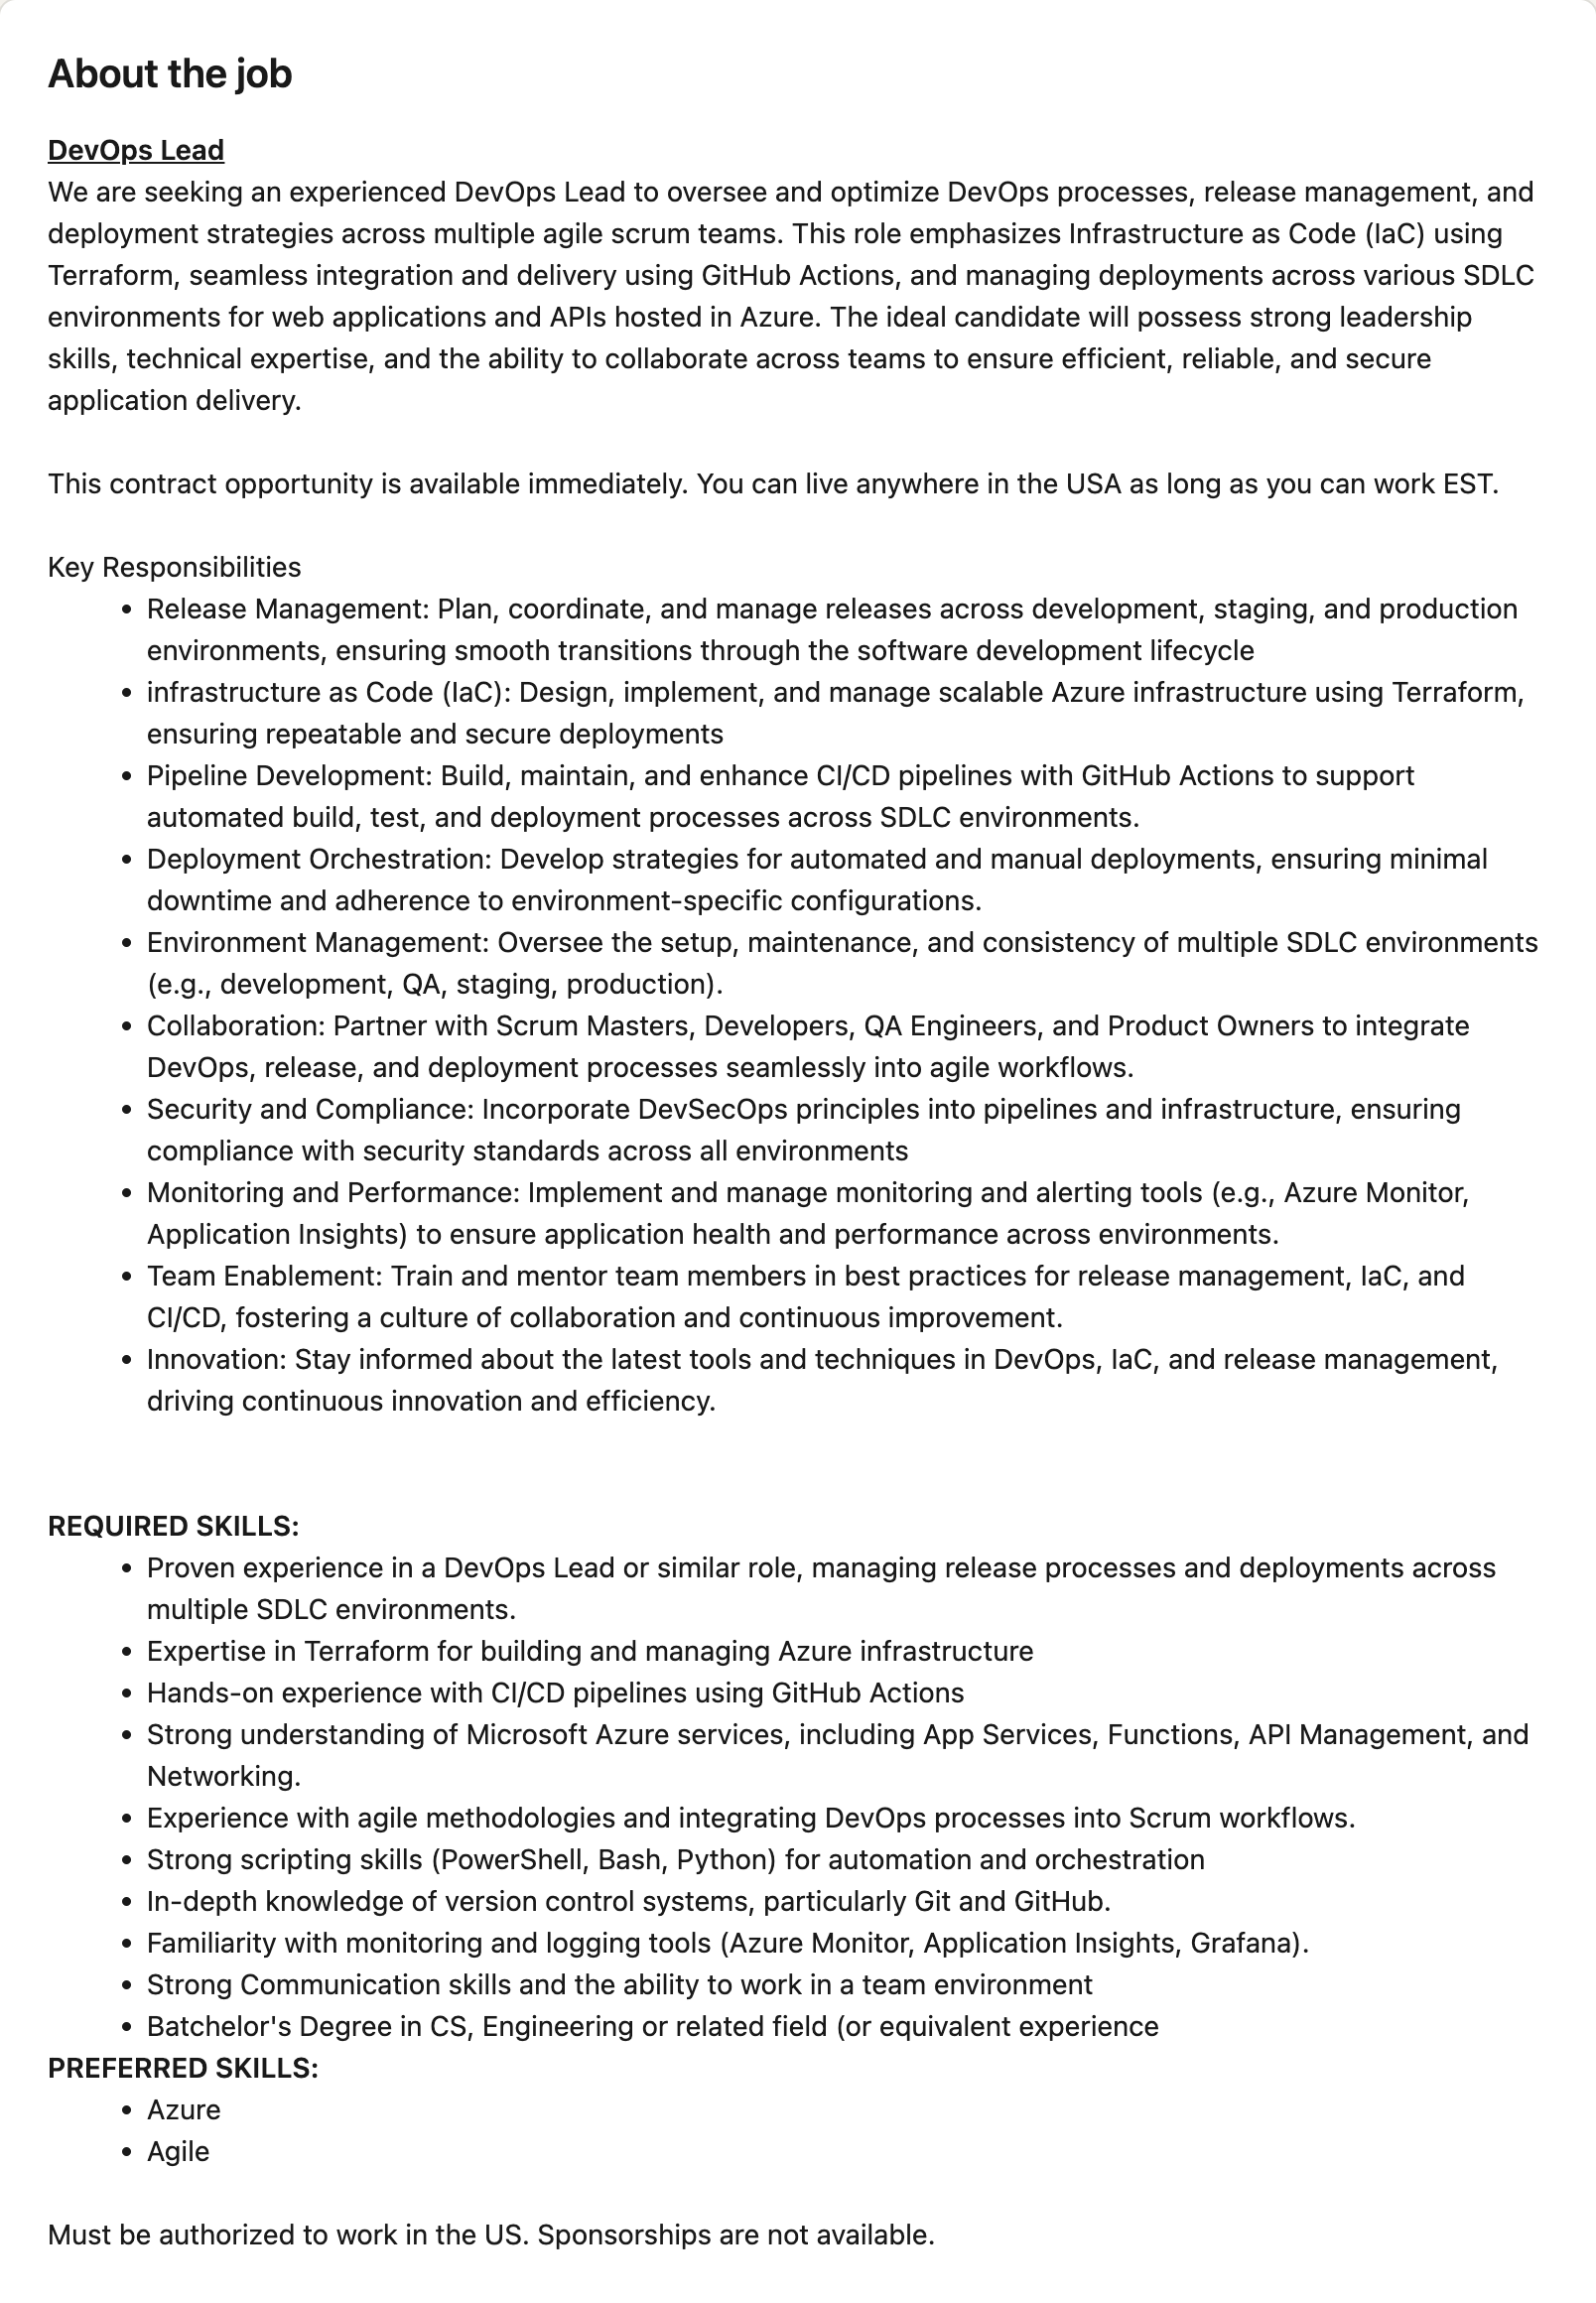 About the job
DevOps Lead
We are seeking an experienced DevOps Lead to oversee and optimize DevOps processes, release management, and
deployment strategies across multiple agile scrum teams. This role emphasizes Infrastructure as Code (IaC) using
Terraform, seamless integration and delivery using GitHub Actions, and managing deployments across various SDLC
environments for web applications and APIs hosted in Azure. The ideal candidate will possess strong leadership
skills, technical expertise, and the ability to collaborate across teams to ensure efficient, reliable, and secure
application delivery.
This contract opportunity is available immediately. You can live anywhere in the USA as long as you can work EST.
Key Responsibilities
• Release Management: Plan, coordinate, and manage releases across development, staging, and production
environments, ensuring smooth transitions through the software development lifecycle
• infrastructure as Code (IaC): Design, implement, and manage scalable Azure infrastructure using Terraform,
ensuring repeatable and secure deployments
• Pipeline Development: Build, maintain, and enhance CI/CD pipelines with GitHub Actions to support
automated build, test, and deployment processes across SDLC environments.
• Deployment Orchestration: Develop strategies for automated and manual deployments, ensuring minimal
downtime and adherence to environment-specific configurations.
• Environment Management: Oversee the setup, maintenance, and consistency of multiple SDLC environments
(e.g., development, QA, staging, production).
• Collaboration: Partner with Scrum Masters, Developers, QA Engineers, and Product Owners to integrate
DevOps, release, and deployment processes seamlessly into agile workflows.
• Security and Compliance: Incorporate DevSecOps principles into pipelines and infrastructure, ensuring
compliance with security standards across all environments
• Monitoring and Performance: Implement and manage monitoring and alerting tools (e.g., Azure Monitor,
Application Insights) to ensure application health and performance across environments.
• Team Enablement: Train and mentor team members in best practices for release management, IaC, and
CI/CD, fostering a culture of collaboration and continuous improvement.
• Innovation: Stay informed about the latest tools and techniques in DevOps, IaC, and release management,
driving continuous innovation and efficiency.
REQUIRED SKILLS:
• Proven experience in a DevOps Lead or similar role, managing release processes and deployments across
multiple SDLC environments.
• Expertise in Terraform for building and managing Azure infrastructure
• Hands-on experience with CI/CD pipelines using GitHub Actions
• Strong understanding of Microsoft Azure services, including App Services, Functions, API Management, and
Networking.
• Experience with agile methodologies and integrating DevOps processes into Scrum workflows.
• Strong scripting skills (PowerShell, Bash, Python) for automation and orchestration
• In-depth knowledge of version control systems, particularly Git and GitHub.
• Familiarity with monitoring and logging tools (Azure Monitor, Application Insights, Grafana).
• Strong Communication skills and the ability to work in a team environment
• Batchelor's Degree in CS, Engineering or related field (or equivalent experience
PREFERRED SKILLS:
• Azure
• Agile
Must be authorized to work in the US. Sponsorships are not available.